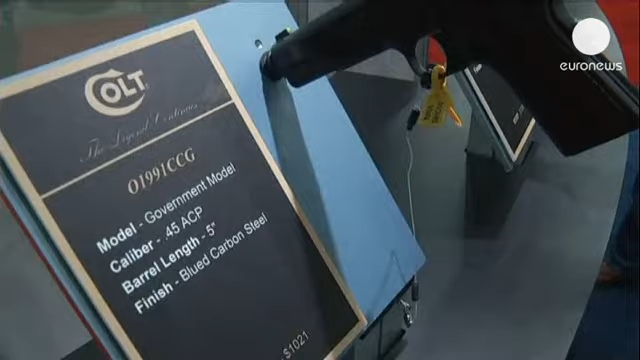 euronews
COLT
The Legend Continues
O1991CCG
Model - Government Model
Caliber - .45 ACP
Barrel Length - 5"
Finish - Blued Carbon Steel
$1021